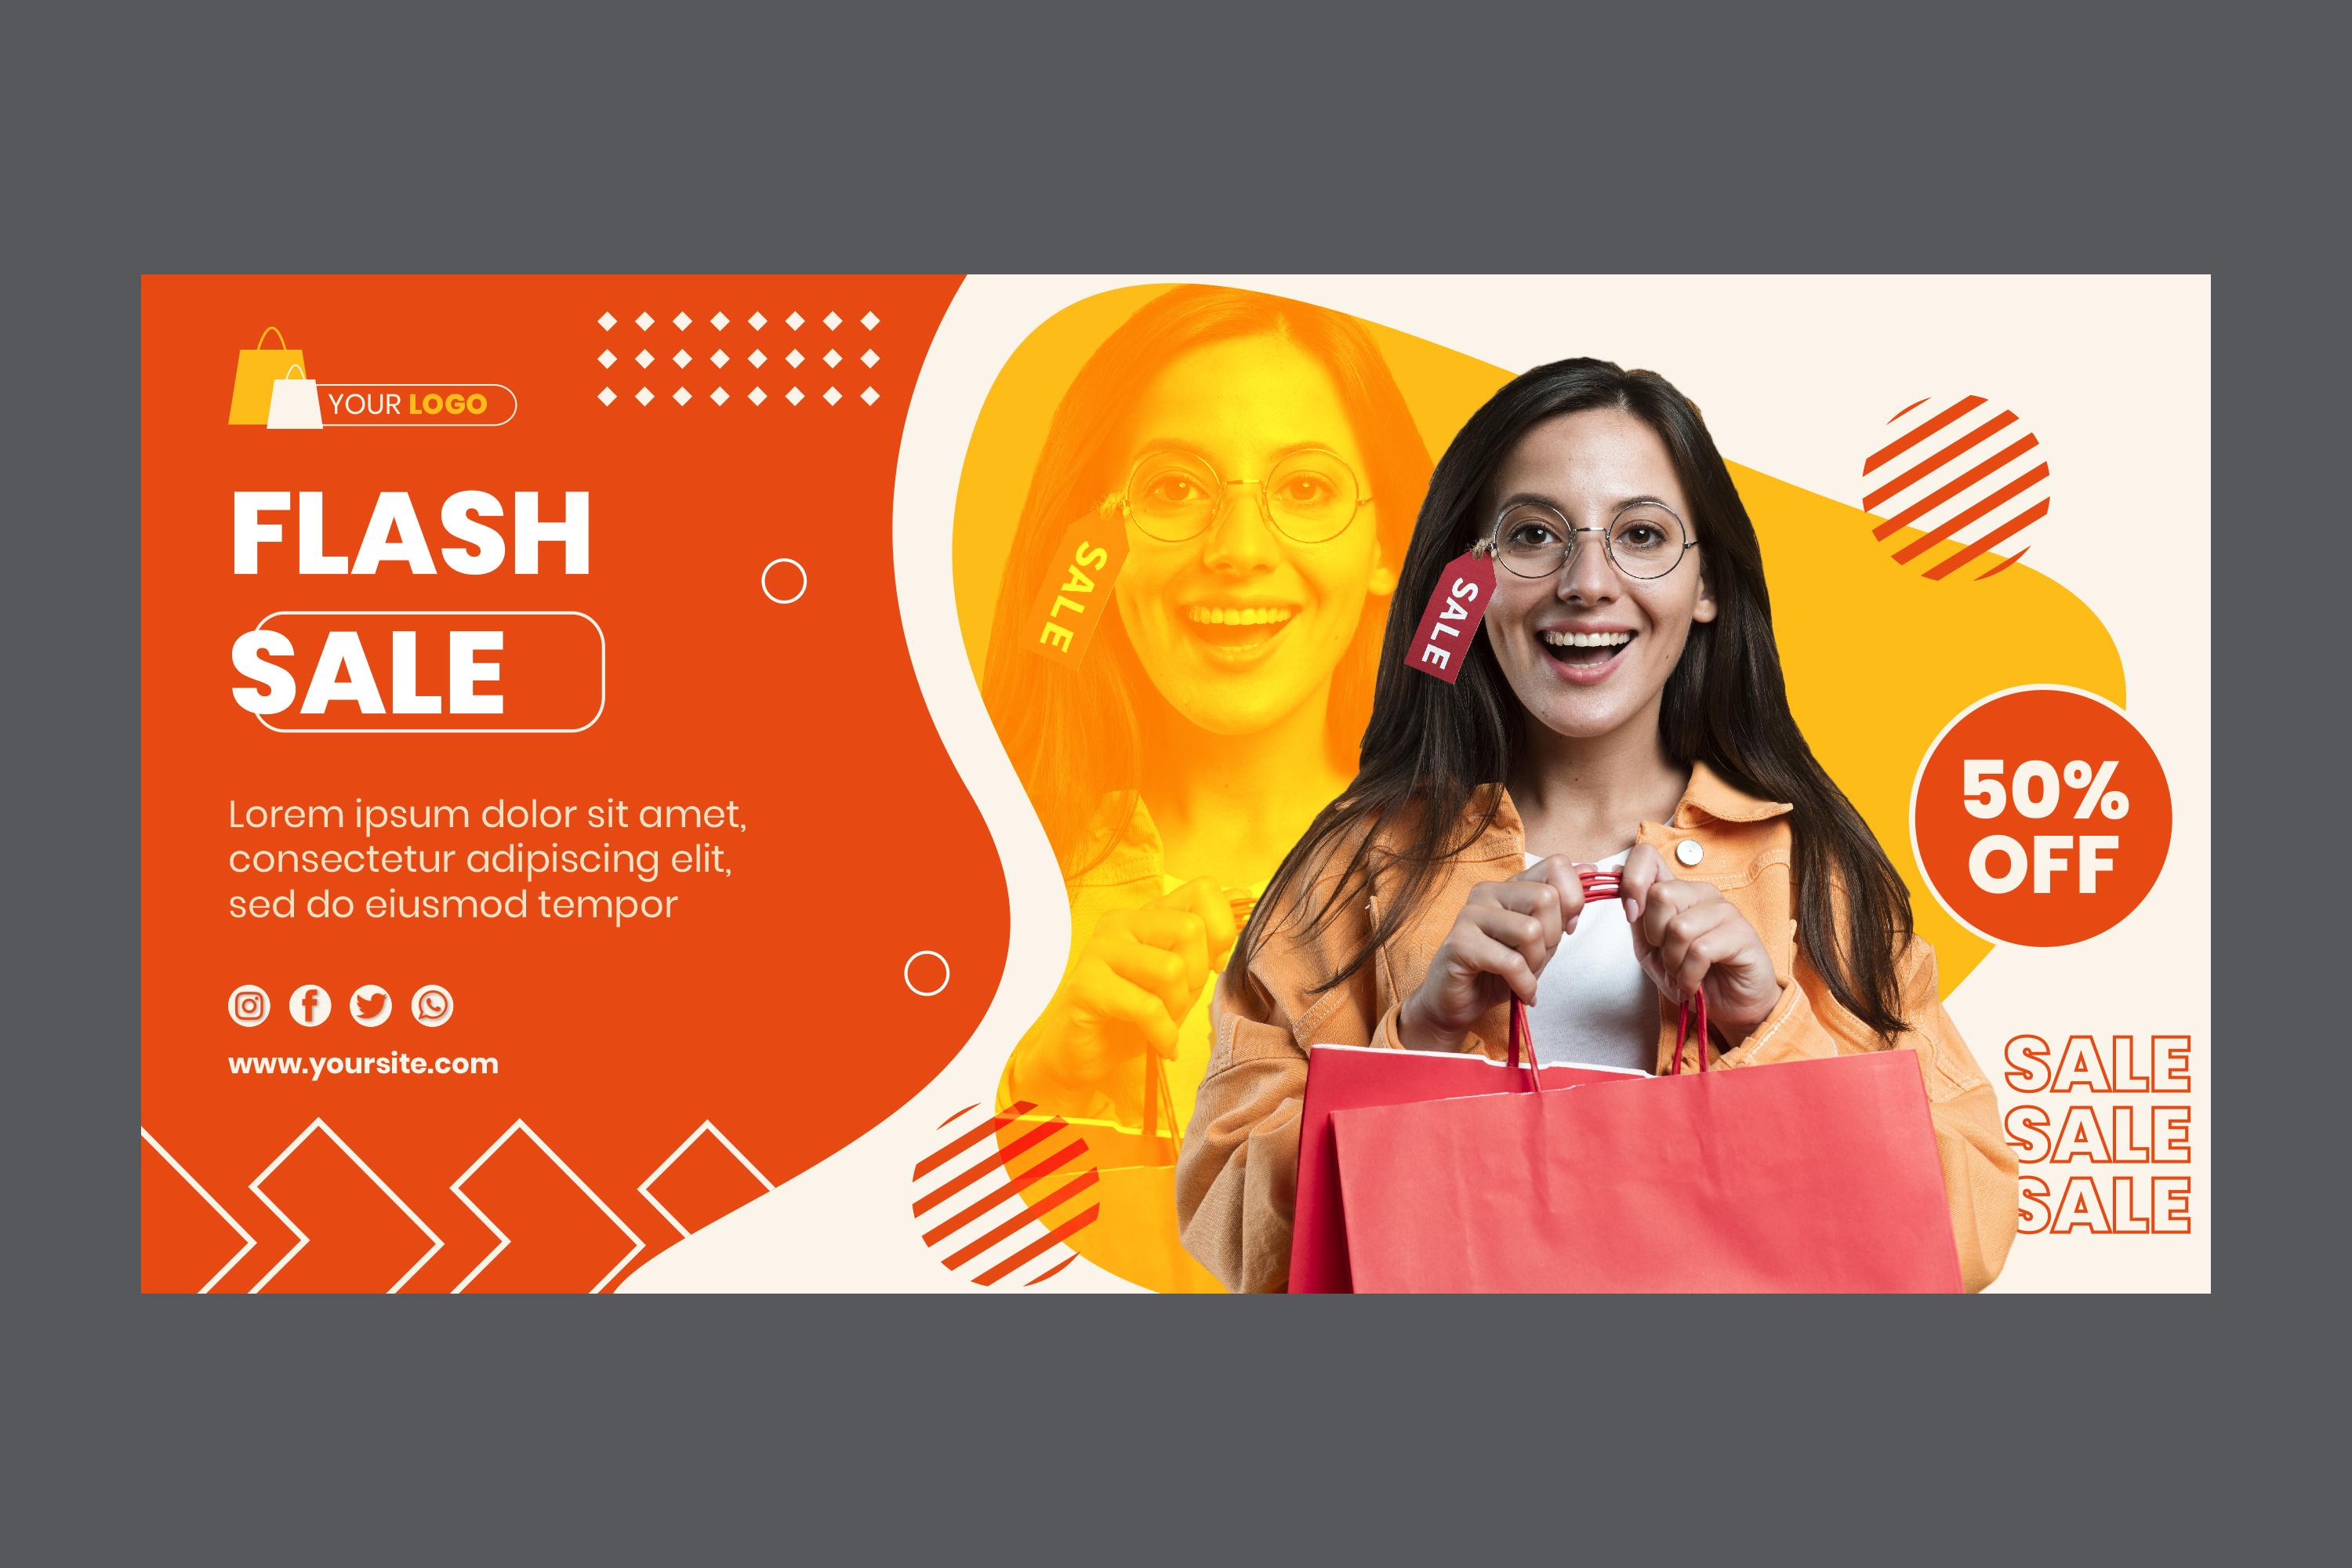 YOUR LOGO
FLASH
SALE
Lorem ipsum dolor sit amet,
consectetur adipiscing elit,
sed do eiusmod tempor
www.yoursite.com
SALE
SALE
50%
OFF
SALE
SALE
SALE